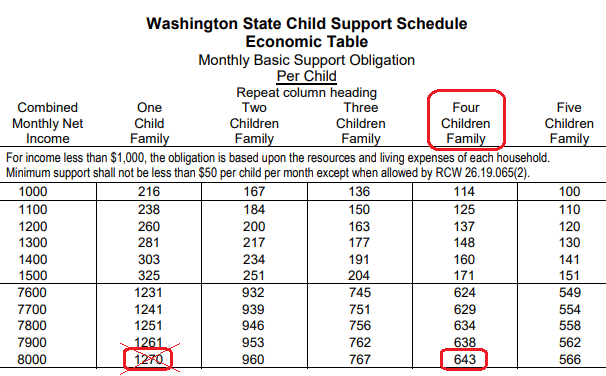 Washington State Child Support Schedule
Economic Table
Monthly Basic Support Obligation
Per Child
Repeat column heading
Combined Monthly Net Income One Child Family Two Children Family Three Children Family Four Children Family Five Children Family
For income less than $1,000, the obligation is based upon the resources and living expenses of each household.
Minimum support shall not be less than $50 per child per month except when allowed by RCW 26.19.065(2).
1000 216 167 136 114 100
1100 238 184 150 125 110
1200 260 200 163 137 120
1300 281 217 177 148 130
1400 303 234 191 160 141
1500 325 251 204 171 151
7600 1231 932 745 624 549
7700 1241 939 751 629 554
7800 1251 946 756 634 558
7900 1261 953 762 638 562
8000 1270 960 767 643 566